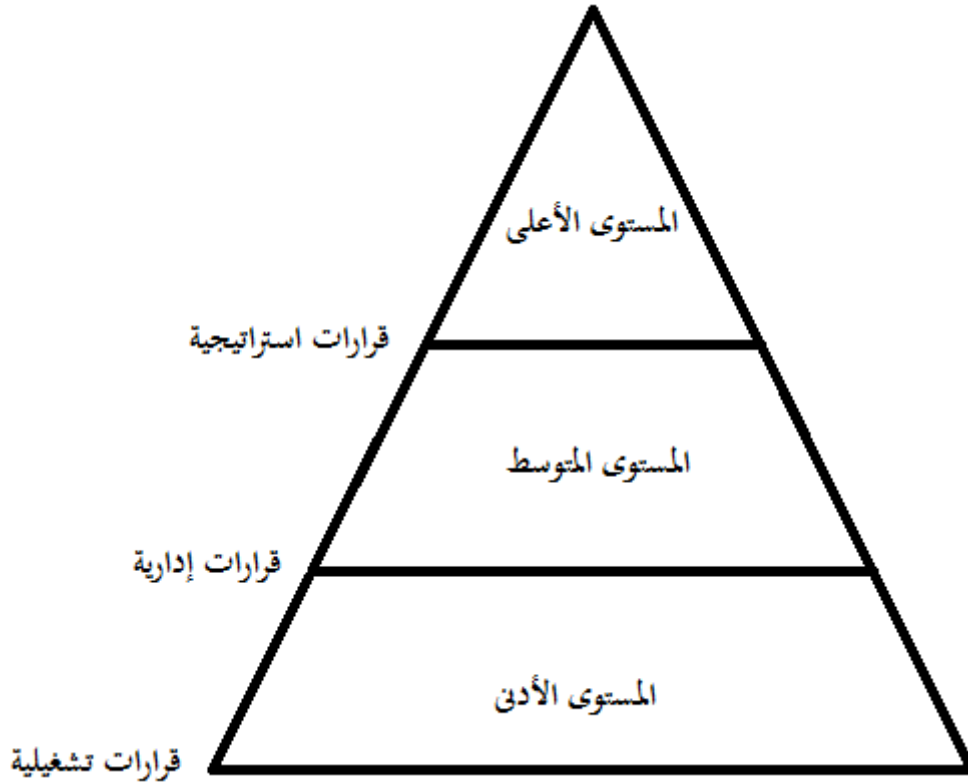 المستوى الأعلى
قرارات استراتيجية
المستوى المتوسط
قرارات إدارية
المستوى الأدنى
قرارات تشغيلية